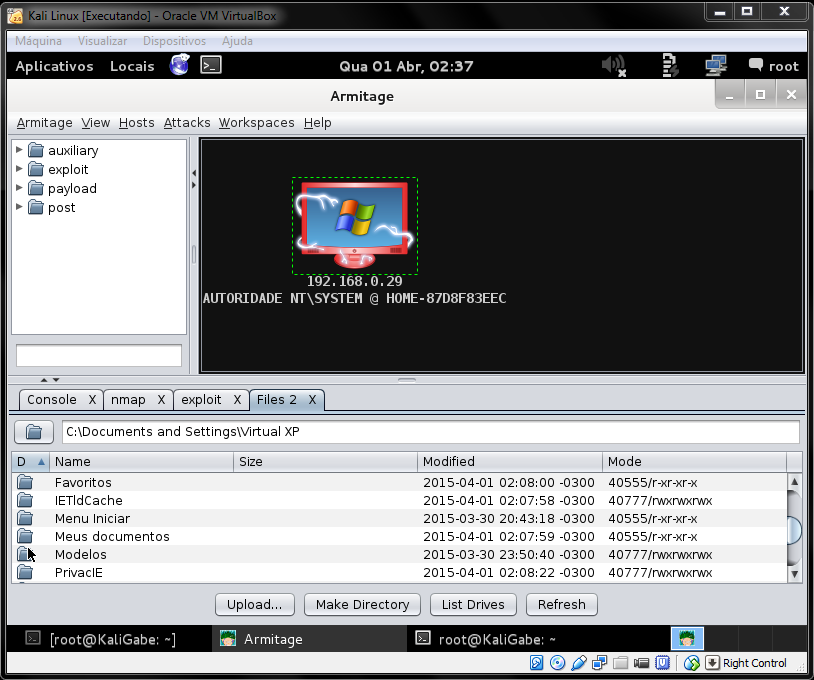 Kali Linux [Executando] - Oracle VM VirtualBox
Máquina Visualizar Dispositivos Ajuda
Aplicativos Locais Qua 01 Abr, 02:37 root
Armitage
Armitage View Hosts Attacks Workspaces Help
auxiliary
exploit
payload
post
192.168.0.29
AUTORIDADE NT\SYSTEM @ HOME-87D8F83EEC
Console X nmap X exploit X Files 2 X
C:\Documents and Settings\Virtual XP
D Name Size Modified Mode
Favoritos 2015-04-01 02:08:00 -0300 40555/r-xr-xr-x
IETldCache 2015-04-01 02:07:58 -0300 40777/rwxrwxrwx
Menu Iniciar 2015-03-30 20:43:18 -0300 40555/r-xr-xr-x
Meus documentos 2015-04-01 02:07:59 -0300 40555/r-xr-xr-x
Modelos 2015-03-30 23:50:40 -0300 40777/rwxrwxrwx
PrivacIE 2015-04-01 02:08:22 -0300 40777/rwxrwxrwx
Upload... Make Directory List Drives Refresh
[root@KaliGabe: ~] Armitage root@KaliGabe: ~
Right Control